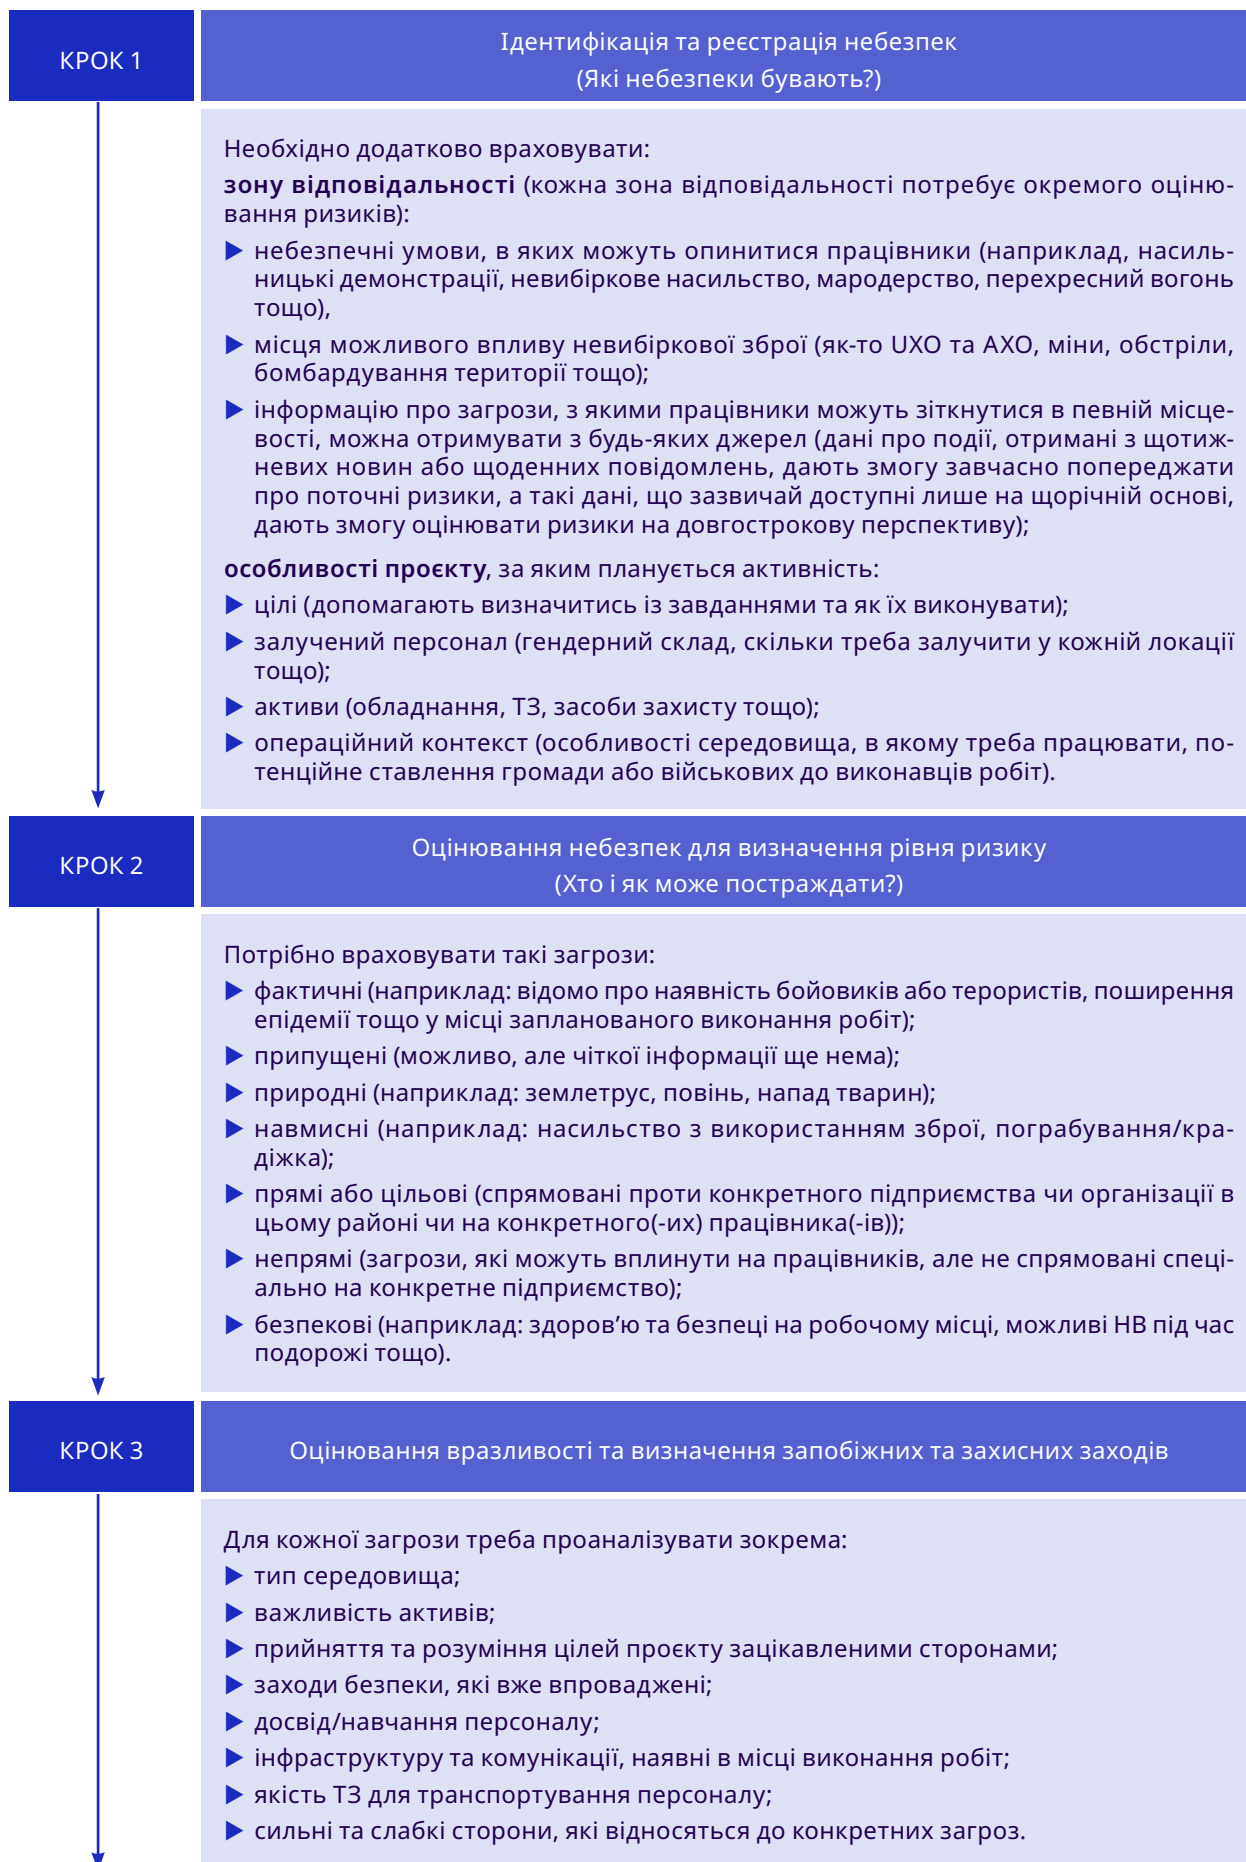 КРОК 1
Ідентифікація та реєстрація небезпек
(Які небезпеки бувають?)
Необхідно додатково враховувати:
зону відповідальності (кожна зона відповідальності потребує окремого оціню-
вання ризиків):
▶ небезпечні умови, в яких можуть опинитися працівники (наприклад, насиль-
ницькі демонстрації, невибіркове насильство, мародерство, перехресний вогонь
тощо),
▶ місця можливого впливу невибіркової зброї (як-то UXO та AXO, міни, обстріли,
бомбардування території тощо);
▶ інформацію про загрози, з якими працівники можуть зіткнутися в певній місце-
вості, можна отримувати з будь-яких джерел (дані про події, отримані з щотиж-
невих новин або щоденних повідомлень, дають змогу завчасно попереджати
про поточні ризики, а такі дані, що зазвичай доступні лише на щорічній основі,
дають змогу оцінювати ризики на довгострокову перспективу);
особливості проєкту, за яким планується активність:
▶ цілі (допомагають визначитись із завданнями та як їх виконувати);
▶ залучений персонал (гендерний склад, скільки треба залучити у кожній локації
тощо);
▶ активи (обладнання, ТЗ, засоби захисту тощо);
▶ операційний контекст (особливості середовища, в якому треба працювати, по-
тенційне ставлення громади або військових до виконавців робіт).
КРОК 2
Оцінювання небезпек для визначення рівня ризику
(Хто і як може постраждати?)
Потрібно враховувати такі загрози:
▶ фактичні (наприклад: відомо про наявність бойовиків або терористів, поширення
епідемії тощо у місці запланованого виконання робіт);
▶ припущені (можливо, але чіткої інформації ще нема);
▶ природні (наприклад: землетрус, повінь, напад тварин);
▶ навмисні (наприклад: насильство з використанням зброї, пограбування/кра-
діжка);
▶ прямі або цільові (спрямовані проти конкретного підприємства чи організації в
цьому районі чи на конкретного(-их) працівника(-ів));
▶ непрямі (загрози, які можуть вплинути на працівників, але не спрямовані спеці-
ально на конкретне підприємство);
▶ безпекові (наприклад: здоров’ю та безпеці на робочому місці, можливі НВ під час
подорожі тощо).
КРОК 3
Оцінювання вразливості та визначення запобіжних та захисних заходів
Для кожної загрози треба проаналізувати зокрема:
▶ тип середовища;
▶ важливість активів;
▶ прийняття та розуміння цілей проєкту зацікавленими сторонами;
▶ заходи безпеки, які вже впроваджені;
▶ досвід/навчання персоналу;
▶ інфраструктуру та комунікації, наявні в місці виконання робіт;
▶ якість ТЗ для транспортування персоналу;
▶ сильні та слабкі сторони, які відносяться до конкретних загроз.